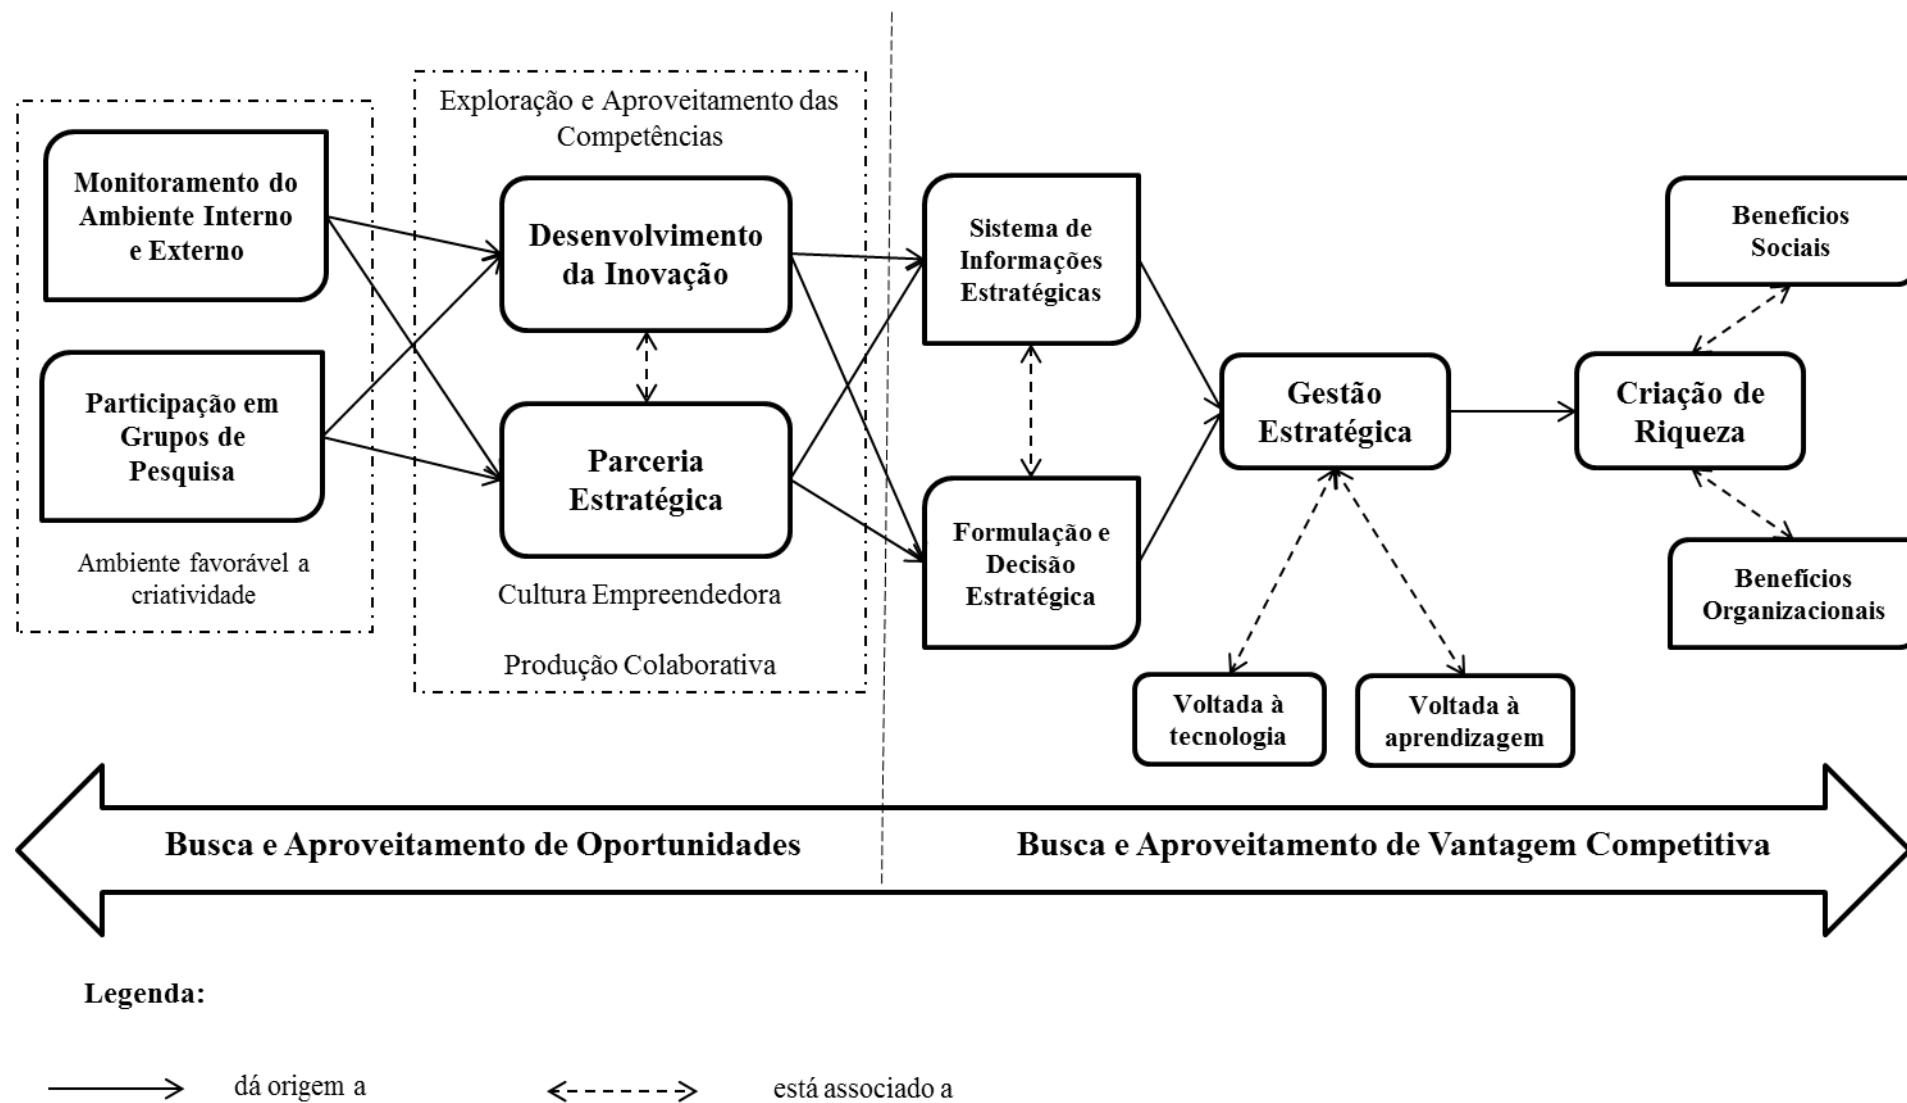 Exploração e Aproveitamento das
Competências
Monitoramento do
Ambiente Interno
e Externo
Participação em
Grupos de
Pesquisa
Ambiente favorável a
criatividade
Desenvolvimento
da Inovação
Parceria
Estratégica
Cultura Empreendedora
Produção Colaborativa
Sistema de
Informações
Estratégicas
Formulação e
Decisão
Estratégica
Gestão
Estratégica
Voltada à
tecnologia
Voltada à
aprendizagem
Criação de
Riqueza
Benefícios
Sociais
Benefícios
Organizacionais
Busca e Aproveitamento de Oportunidades
Busca e Aproveitamento de Vantagem Competitiva
Legenda:
dá origem a
está associado a